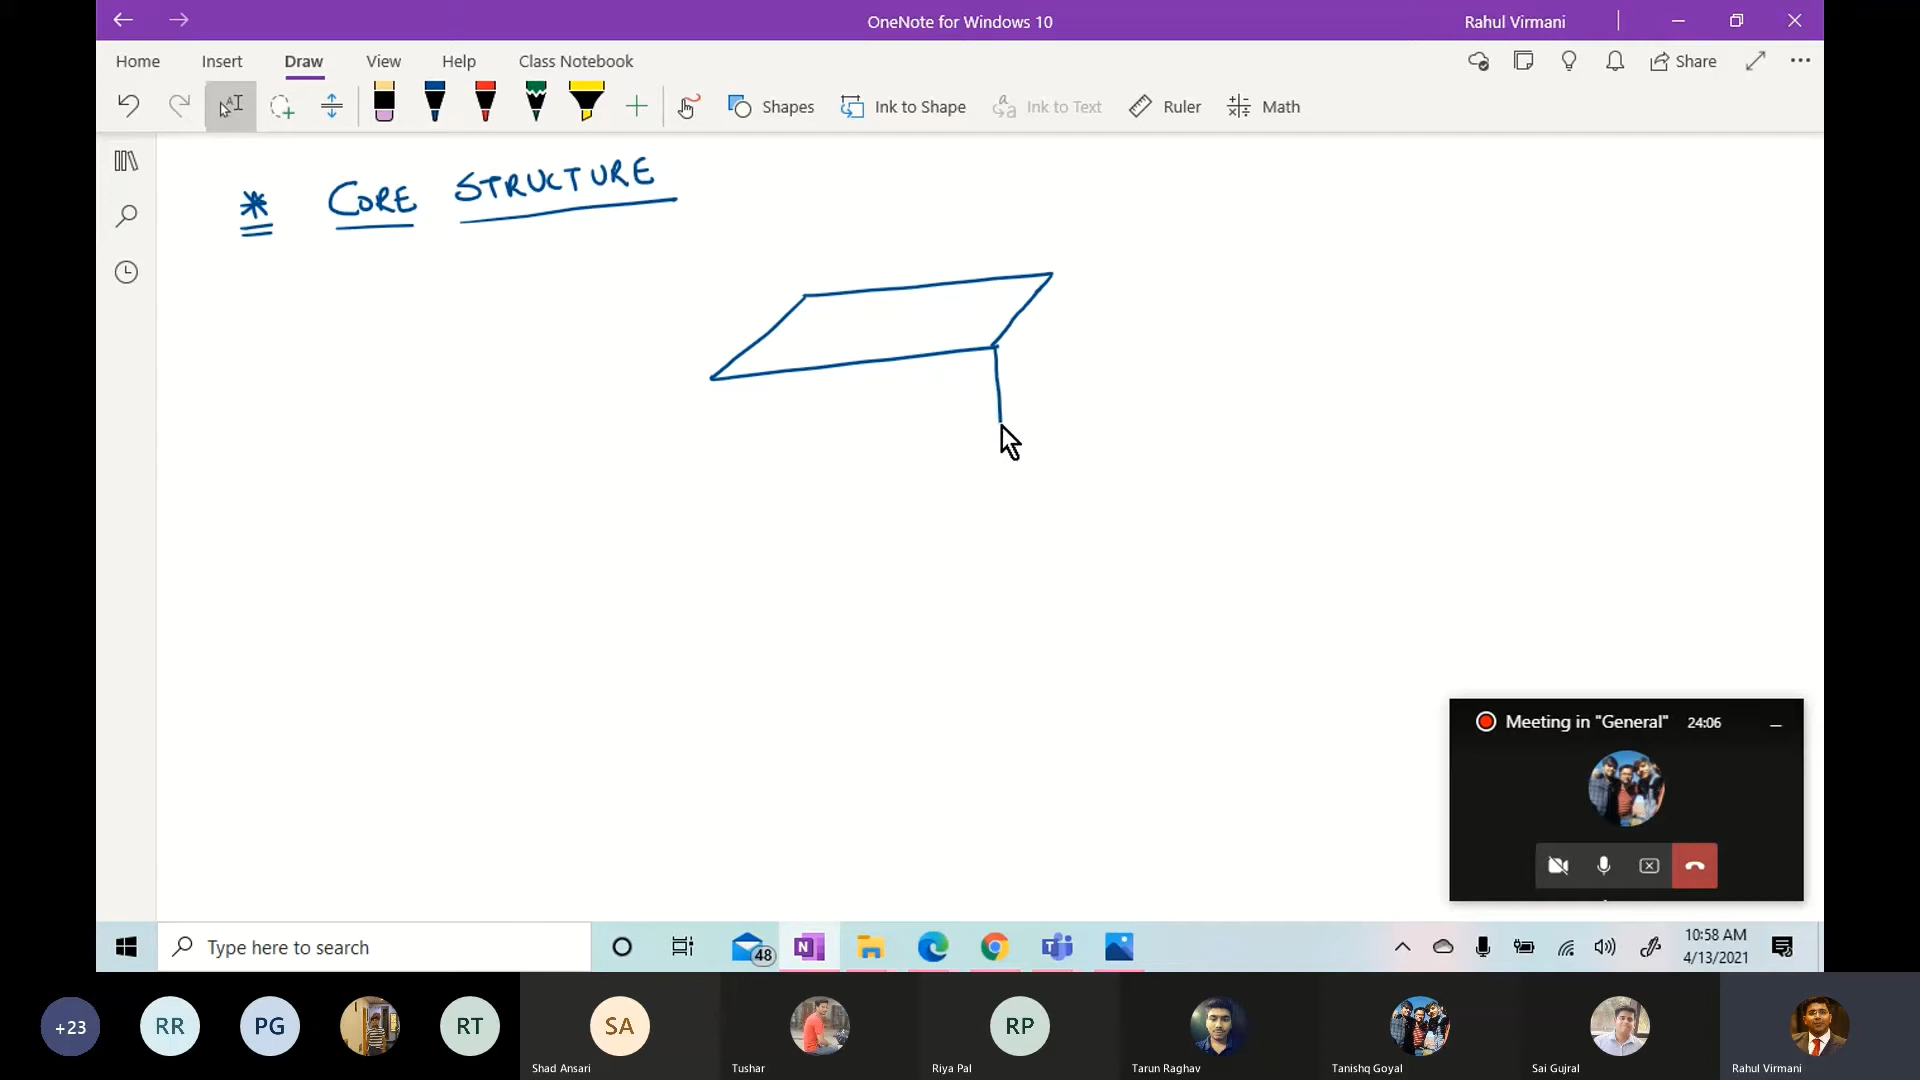 OneNote for Windows 10
Rahul Virmani
Home Insert Draw View Help Class Notebook
Share
Shapes Ink to Shape Ink to Text Ruler Math
* CORE STRUCTURE
Meeting in "General" 24:06
Type here to search
48
10:58 AM
4/13/2021
+23 RR PG RT SA RP
Shad Ansari Tushar Riya Pal Tarun Raghav Tanishq Goyal Sai Gujral Rahul Virmani